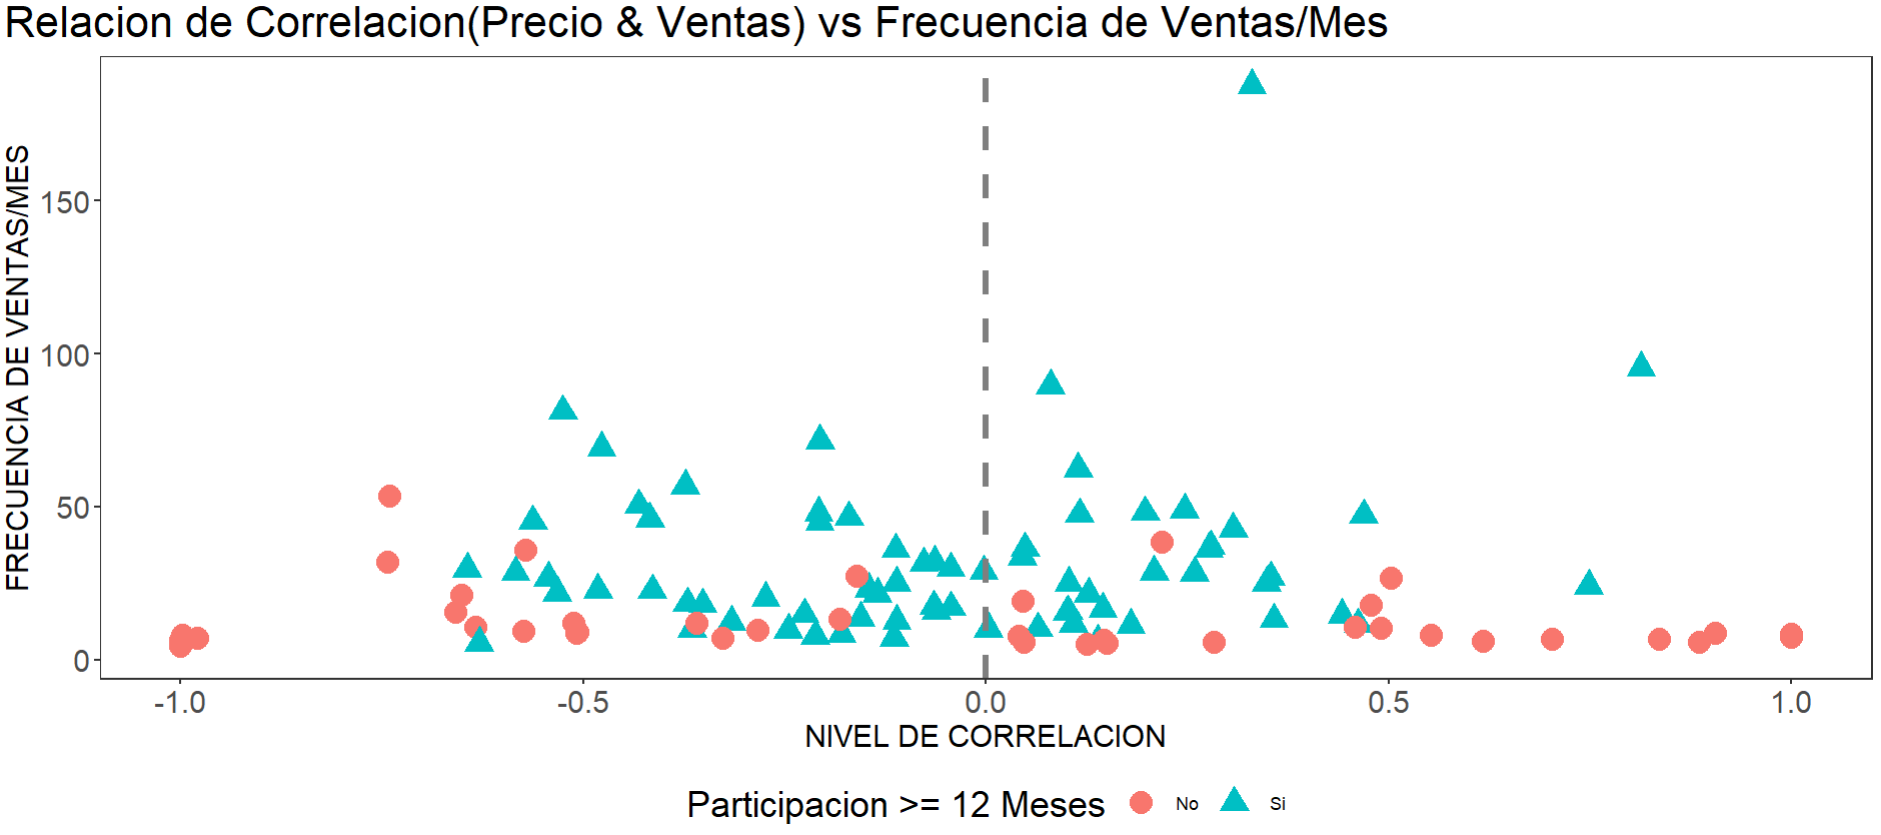 Relacion de Correlacion(Precio & Ventas) vs Frecuencia de Ventas/Mes
FRECUENCIA DE VENTAS/MES
150
100
50
0
-1.0 -0.5 0.0 0.5 1.0
NIVEL DE CORRELACION
Participacion >= 12 Meses No Si